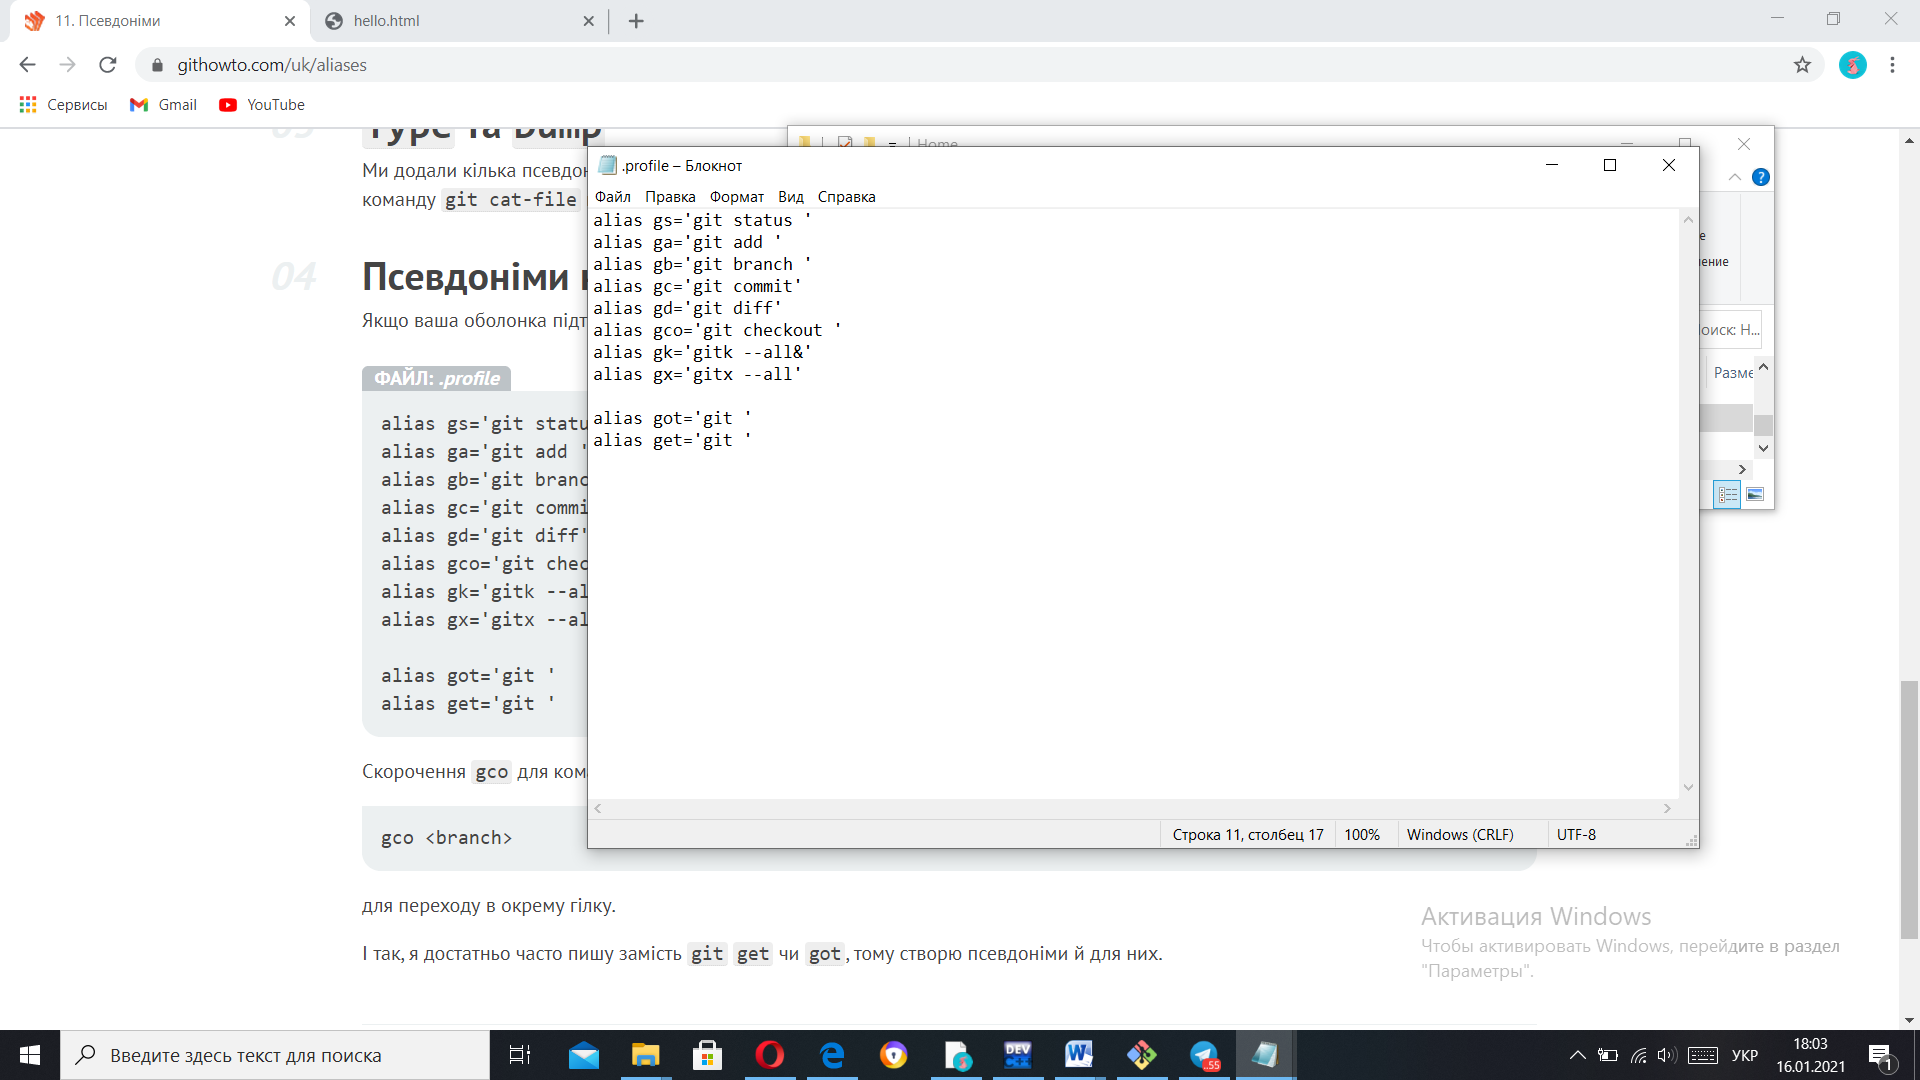 11. Псевдоніми
hello.html
githowto.com/uk/aliases
Сервисы
Gmail
YouTube
Home
Ми додали кілька псевдон
команду git cat-file
04
Псевдоніми
Якщо ваша оболонка підт
ФАЙЛ: .profile
alias gs='git statu
alias ga='git add '
alias gb='git branc
alias gc='git commi
alias gd='git diff'
alias gco='git chec
alias gk='gitk --al
alias gx='gitx --al
alias got='git '
alias get='git '
Скорочення gco для ком
gco <branch>
для переходу в окрему гілку.
І так, я достатньо часто пишу замість git get чи got, тому створю псевдоніми й для них.
.profile – Блокнот
Файл Правка Формат Вид Справка
alias gs='git status '
alias ga='git add '
alias gb='git branch '
alias gc='git commit'
alias gd='git diff'
alias gco='git checkout '
alias gk='gitk --all&'
alias gx='gitx --all'
alias got='git '
alias get='git '
Строка 11, столбец 17
100%
Windows (CRLF)
UTF-8
е
ение
оиск: Н...
Разме
Активация Windows
Чтобы активировать Windows, перейдите в раздел
"Параметры".
Введите здесь текст для поиска
DEV
55
УКР
18:03
16.01.2021
1